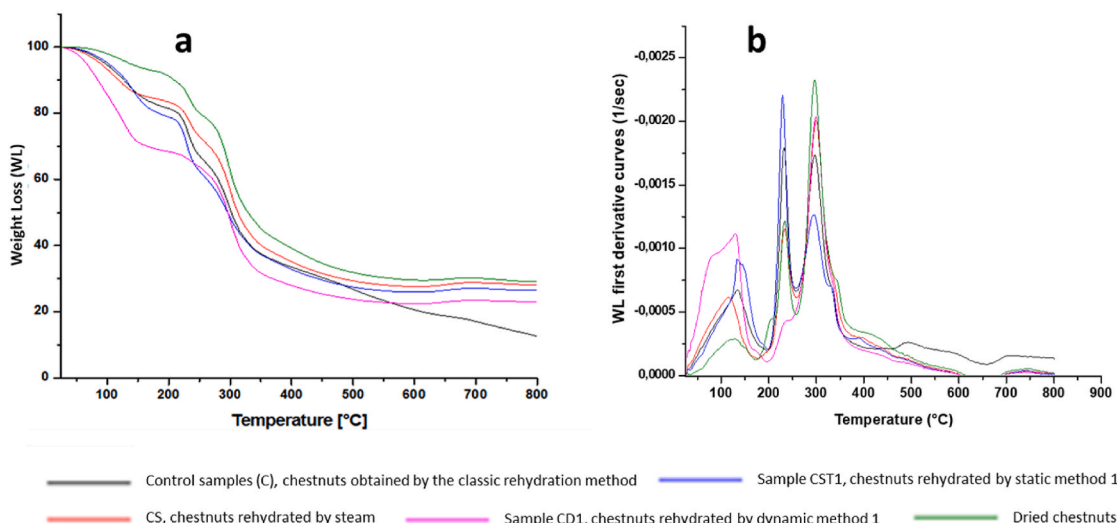 a
100
80
60
40
20
0
0
100
200
300
400
500
600
700
800
Weight Loss (WL)
Temperature [°C]
b
-0,0025
-0,0020
-0,0015
-0,0010
-0,0005
0,0000
100
200
300
400
500
600
700
800
900
WL first derivative curves (1/sec)
Temperature (°C)
Control samples (C), chestnuts obtained by the classic rehydration method
Sample CST1, chestnuts rehydrated by static method 1
CS, chestnuts rehydrated by steam
Sample CD1, chestnuts rehydrated by dynamic method 1
Dried chestnuts